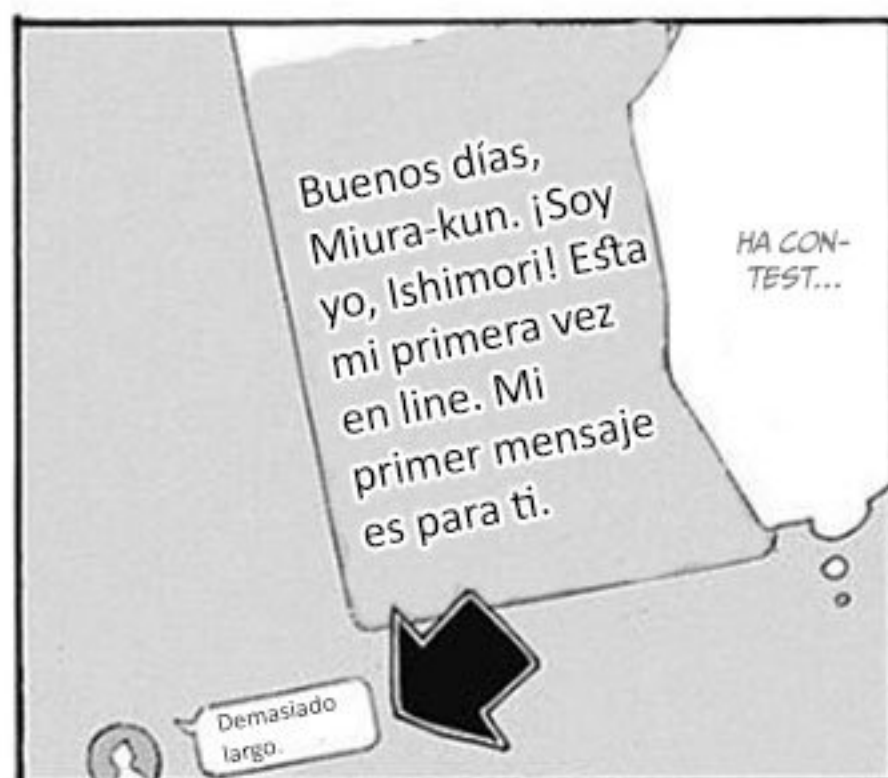 Buenos días,
Miura-kun. ¡Soy
yo, Ishimori! Esta
mi primera vez
en line. Mi
primer mensaje
es para ti.
HA CON-
TEST...
Demasiado
largo.